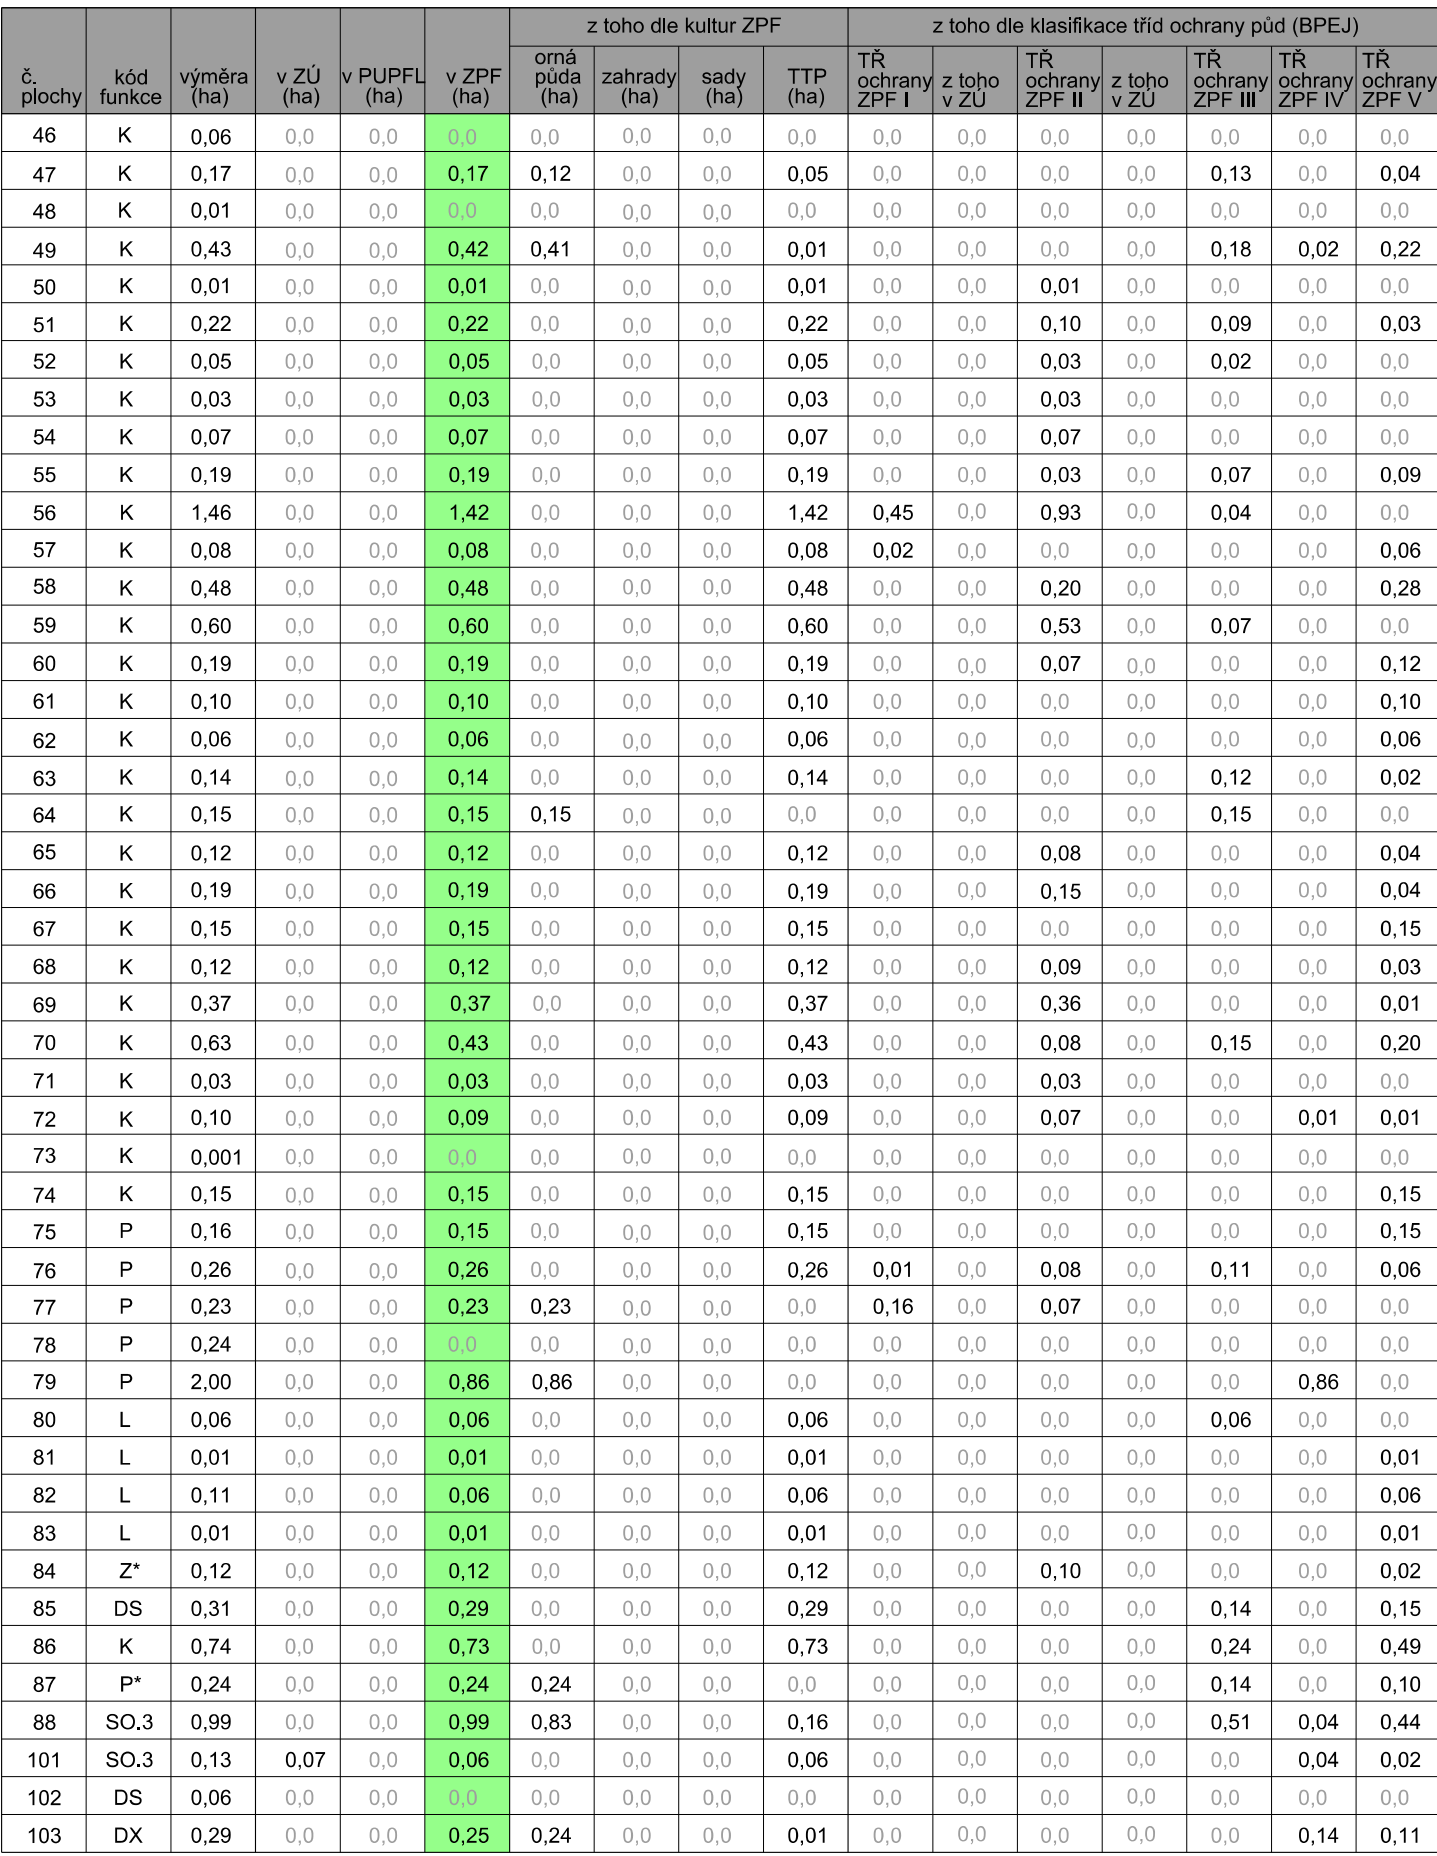 z toho dle kultur ZPF z toho dle klasifikace tříd ochrany půd (BPEJ)
č. plochy kód funkce výměra (ha) v ZÚ (ha) v PUPFL (ha) v ZPF (ha) orná půda (ha) zahrady (ha) sady (ha) TTP (ha) TŘ ochrany ZPF I z toho v ZÚ TŘ ochrany ZPF II z toho v ZÚ TŘ ochrany ZPF III TŘ ochrany ZPF IV TŘ ochrany ZPF V
46 K 0,06 0,0 0,0 0,0 0,0 0,0 0,0 0,0 0,0 0,0 0,0 0,0 0,0 0,0 0,0
47 K 0,17 0,0 0,0 0,17 0,12 0,0 0,0 0,05 0,0 0,0 0,0 0,0 0,13 0,0 0,04
48 K 0,01 0,0 0,0 0,0 0,0 0,0 0,0 0,0 0,0 0,0 0,0 0,0 0,0 0,0 0,0
49 K 0,43 0,0 0,0 0,42 0,41 0,0 0,0 0,01 0,0 0,0 0,0 0,0 0,18 0,02 0,22
50 K 0,01 0,0 0,0 0,01 0,0 0,0 0,0 0,01 0,0 0,0 0,01 0,0 0,0 0,0 0,0
51 K 0,22 0,0 0,0 0,22 0,0 0,0 0,0 0,22 0,0 0,0 0,10 0,0 0,09 0,0 0,03
52 K 0,05 0,0 0,0 0,05 0,0 0,0 0,0 0,05 0,0 0,0 0,03 0,0 0,02 0,0 0,0
53 K 0,03 0,0 0,0 0,03 0,0 0,0 0,0 0,03 0,0 0,0 0,03 0,0 0,0 0,0 0,0
54 K 0,07 0,0 0,0 0,07 0,0 0,0 0,0 0,07 0,0 0,0 0,07 0,0 0,0 0,0 0,0
55 K 0,19 0,0 0,0 0,19 0,0 0,0 0,0 0,19 0,0 0,0 0,03 0,0 0,07 0,0 0,09
56 K 1,46 0,0 0,0 1,42 0,0 0,0 0,0 1,42 0,45 0,0 0,93 0,0 0,04 0,0 0,0
57 K 0,08 0,0 0,0 0,08 0,0 0,0 0,0 0,08 0,02 0,0 0,0 0,0 0,0 0,0 0,06
58 K 0,48 0,0 0,0 0,48 0,0 0,0 0,0 0,48 0,0 0,0 0,20 0,0 0,0 0,0 0,28
59 K 0,60 0,0 0,0 0,60 0,0 0,0 0,0 0,60 0,0 0,0 0,53 0,0 0,07 0,0 0,0
60 K 0,19 0,0 0,0 0,19 0,0 0,0 0,0 0,19 0,0 0,0 0,07 0,0 0,0 0,0 0,12
61 K 0,10 0,0 0,0 0,10 0,0 0,0 0,0 0,10 0,0 0,0 0,0 0,0 0,0 0,0 0,10
62 K 0,06 0,0 0,0 0,06 0,0 0,0 0,0 0,06 0,0 0,0 0,0 0,0 0,0 0,0 0,06
63 K 0,14 0,0 0,0 0,14 0,0 0,0 0,0 0,14 0,0 0,0 0,0 0,0 0,12 0,0 0,02
64 K 0,15 0,0 0,0 0,15 0,15 0,0 0,0 0,0 0,0 0,0 0,0 0,0 0,15 0,0 0,0
65 K 0,12 0,0 0,0 0,12 0,0 0,0 0,0 0,12 0,0 0,0 0,08 0,0 0,0 0,0 0,04
66 K 0,19 0,0 0,0 0,19 0,0 0,0 0,0 0,19 0,0 0,0 0,15 0,0 0,0 0,0 0,04
67 K 0,15 0,0 0,0 0,15 0,0 0,0 0,0 0,15 0,0 0,0 0,0 0,0 0,0 0,0 0,15
68 K 0,12 0,0 0,0 0,12 0,0 0,0 0,0 0,12 0,0 0,0 0,09 0,0 0,0 0,0 0,03
69 K 0,37 0,0 0,0 0,37 0,0 0,0 0,0 0,37 0,0 0,0 0,36 0,0 0,0 0,0 0,01
70 K 0,63 0,0 0,0 0,43 0,0 0,0 0,0 0,43 0,0 0,0 0,08 0,0 0,15 0,0 0,20
71 K 0,03 0,0 0,0 0,03 0,0 0,0 0,0 0,03 0,0 0,0 0,03 0,0 0,0 0,0 0,0
72 K 0,10 0,0 0,0 0,09 0,0 0,0 0,0 0,09 0,0 0,0 0,07 0,0 0,0 0,01 0,01
73 K 0,001 0,0 0,0 0,0 0,0 0,0 0,0 0,0 0,0 0,0 0,0 0,0 0,0 0,0 0,0
74 K 0,15 0,0 0,0 0,15 0,0 0,0 0,0 0,15 0,0 0,0 0,0 0,0 0,0 0,0 0,15
75 P 0,16 0,0 0,0 0,15 0,0 0,0 0,0 0,15 0,0 0,0 0,0 0,0 0,0 0,0 0,15
76 P 0,26 0,0 0,0 0,26 0,0 0,0 0,0 0,26 0,01 0,0 0,08 0,0 0,11 0,0 0,06
77 P 0,23 0,0 0,0 0,23 0,23 0,0 0,0 0,0 0,16 0,0 0,07 0,0 0,0 0,0 0,0
78 P 0,24 0,0 0,0 0,0 0,0 0,0 0,0 0,0 0,0 0,0 0,0 0,0 0,0 0,0 0,0
79 P 2,00 0,0 0,0 0,86 0,86 0,0 0,0 0,0 0,0 0,0 0,0 0,0 0,0 0,86 0,0
80 L 0,06 0,0 0,0 0,06 0,0 0,0 0,0 0,06 0,0 0,0 0,0 0,0 0,06 0,0 0,0
81 L 0,01 0,0 0,0 0,01 0,0 0,0 0,0 0,01 0,0 0,0 0,0 0,0 0,0 0,0 0,01
82 L 0,11 0,0 0,0 0,06 0,0 0,0 0,0 0,06 0,0 0,0 0,0 0,0 0,0 0,0 0,06
83 L 0,01 0,0 0,0 0,01 0,0 0,0 0,0 0,01 0,0 0,0 0,0 0,0 0,0 0,0 0,01
84 Z* 0,12 0,0 0,0 0,12 0,0 0,0 0,0 0,12 0,0 0,0 0,10 0,0 0,0 0,0 0,02
85 DS 0,31 0,0 0,0 0,29 0,0 0,0 0,0 0,29 0,0 0,0 0,0 0,0 0,14 0,0 0,15
86 K 0,74 0,0 0,0 0,73 0,0 0,0 0,0 0,73 0,0 0,0 0,0 0,0 0,24 0,0 0,49
87 P* 0,24 0,0 0,0 0,24 0,24 0,0 0,0 0,0 0,0 0,0 0,0 0,0 0,14 0,0 0,10
88 SO.3 0,99 0,0 0,0 0,99 0,83 0,0 0,0 0,16 0,0 0,0 0,0 0,0 0,51 0,04 0,44
101 SO.3 0,13 0,07 0,0 0,06 0,0 0,0 0,0 0,06 0,0 0,0 0,0 0,0 0,0 0,04 0,02
102 DS 0,06 0,0 0,0 0,0 0,0 0,0 0,0 0,0 0,0 0,0 0,0 0,0 0,0 0,0 0,0
103 DX 0,29 0,0 0,0 0,25 0,24 0,0 0,0 0,01 0,0 0,0 0,0 0,0 0,0 0,14 0,11